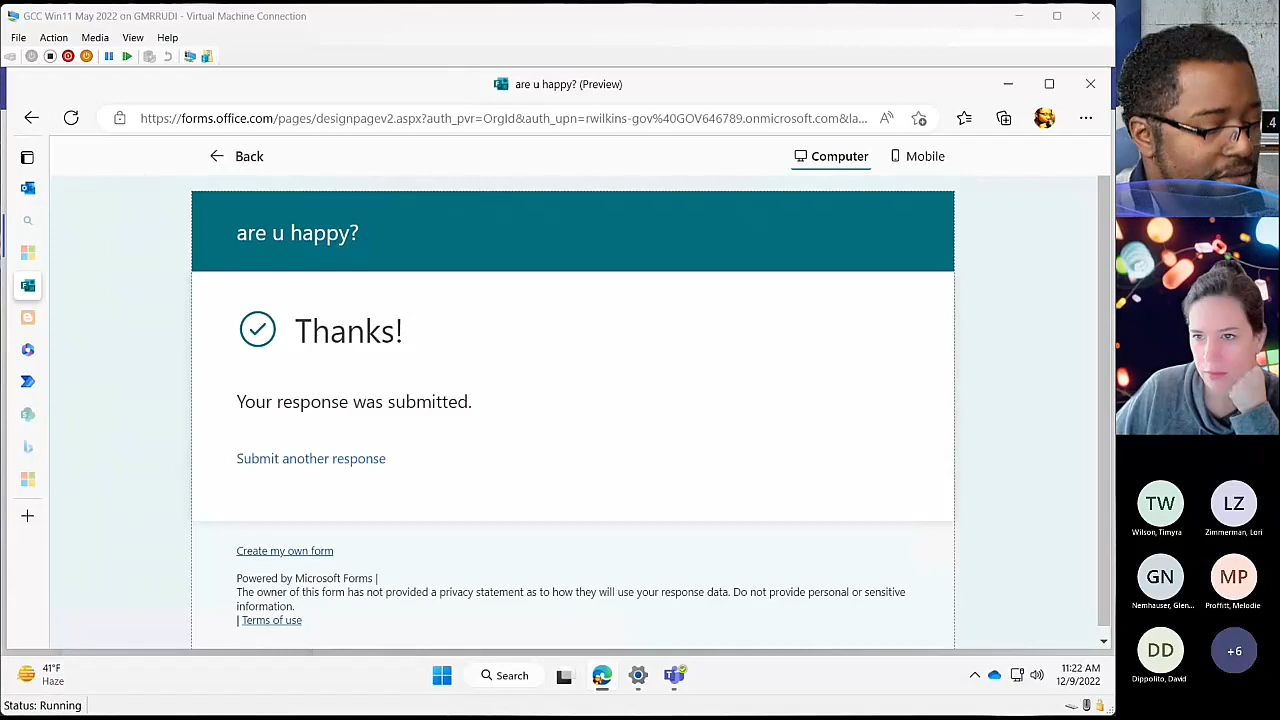 GCC Win11 May 2022 on GMRRUDI - Virtual Machine Connection
File Action Media View Help
are u happy? (Preview)
https://forms.office.com/pages/designpagev2.aspx?auth_pvr=OrgId&auth_upn=rwilkins-gov%40GOV646789.onmicrosoft.com&la...
Back
Computer
Mobile
are u happy?
Thanks!
Your response was submitted.
Submit another response
Create my own form
Powered by Microsoft Forms |
The owner of this form has not provided a privacy statement as to how they will use your response data. Do not provide personal or sensitive
information.
| Terms of use
41°F
Haze
Search
11:22 AM
12/9/2022
Status: Running
.4
TW
Wilson, Timyra
LZ
Zimmerman, Lori
GN
Nemhauser, Glen...
MP
Proffitt, Melodie
DD
Dippolito, David
+6